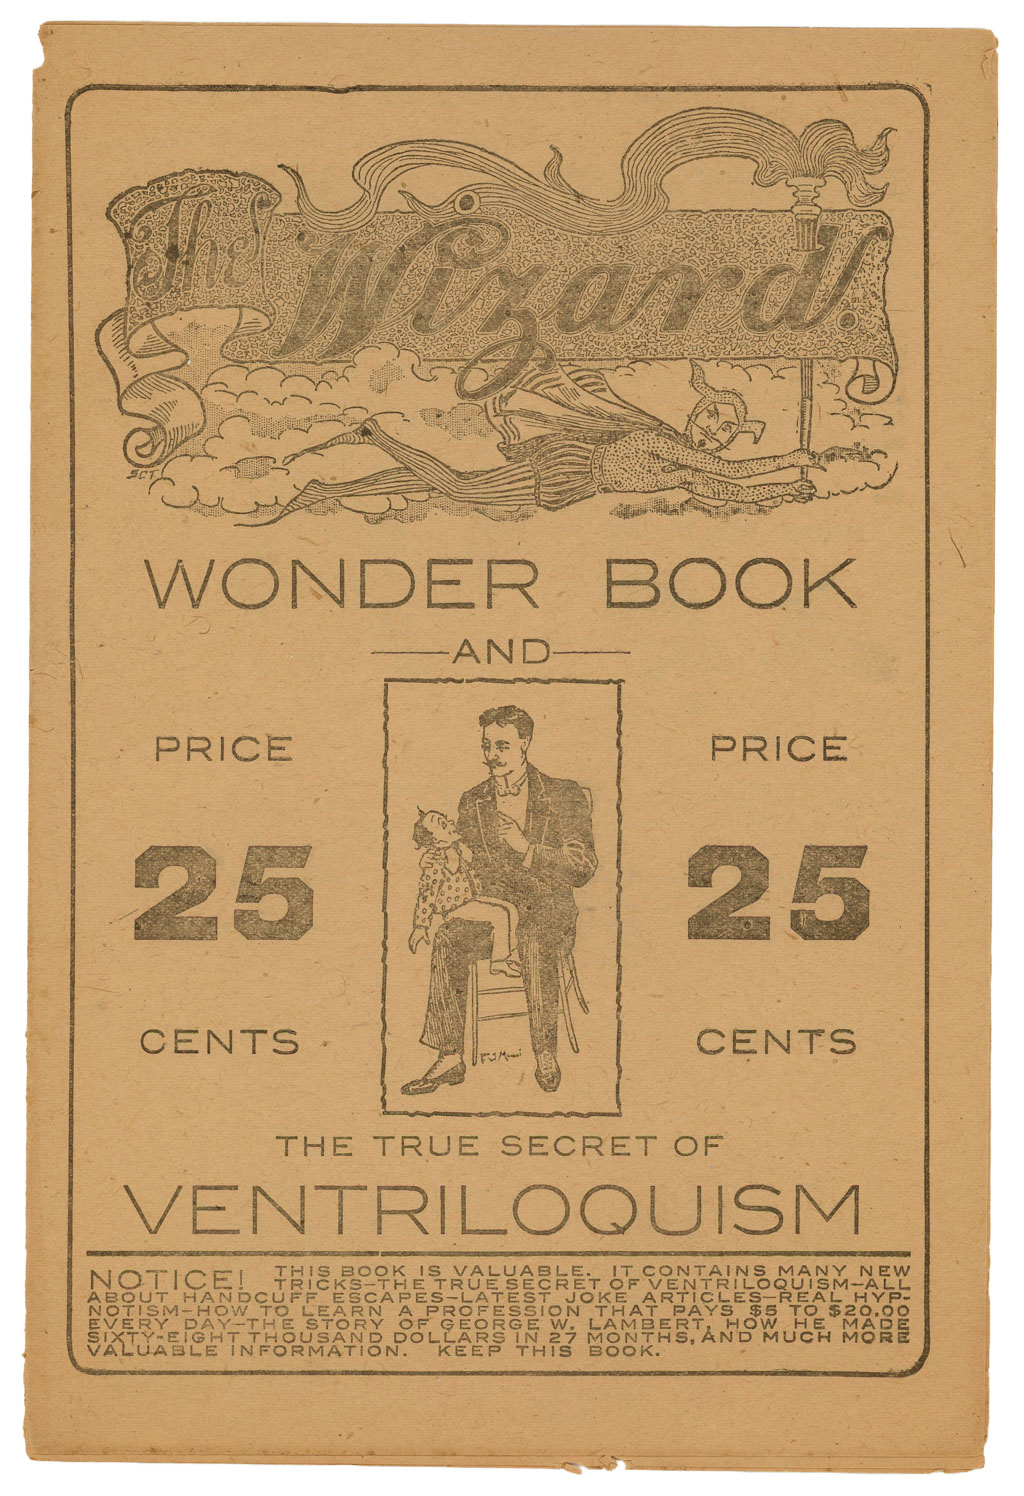 The Wizard.
SCT
WONDER BOOK
AND
PRICE
25
CENTS
PRICE
25
CENTS
THE TRUE SECRET OF
VENTRILOQUISM
NOTICE! THIS BOOK IS VALUABLE. IT CONTAINS MANY NEW
TRICKS—THE TRUE SECRET OF VENTRILOQUISM—ALL
ABOUT HANDCUFF ESCAPES—LATEST JOKE ARTICLES—REAL HYP-
NOTISM—HOW TO LEARN A PROFESSION THAT PAYS $5 TO $20.00
EVERY DAY—THE STORY OF GEORGE W. LAMBERT, HOW HE MADE
SIXTY-EIGHT THOUSAND DOLLARS IN 27 MONTHS, AND MUCH MORE
VALUABLE INFORMATION. KEEP THIS BOOK.